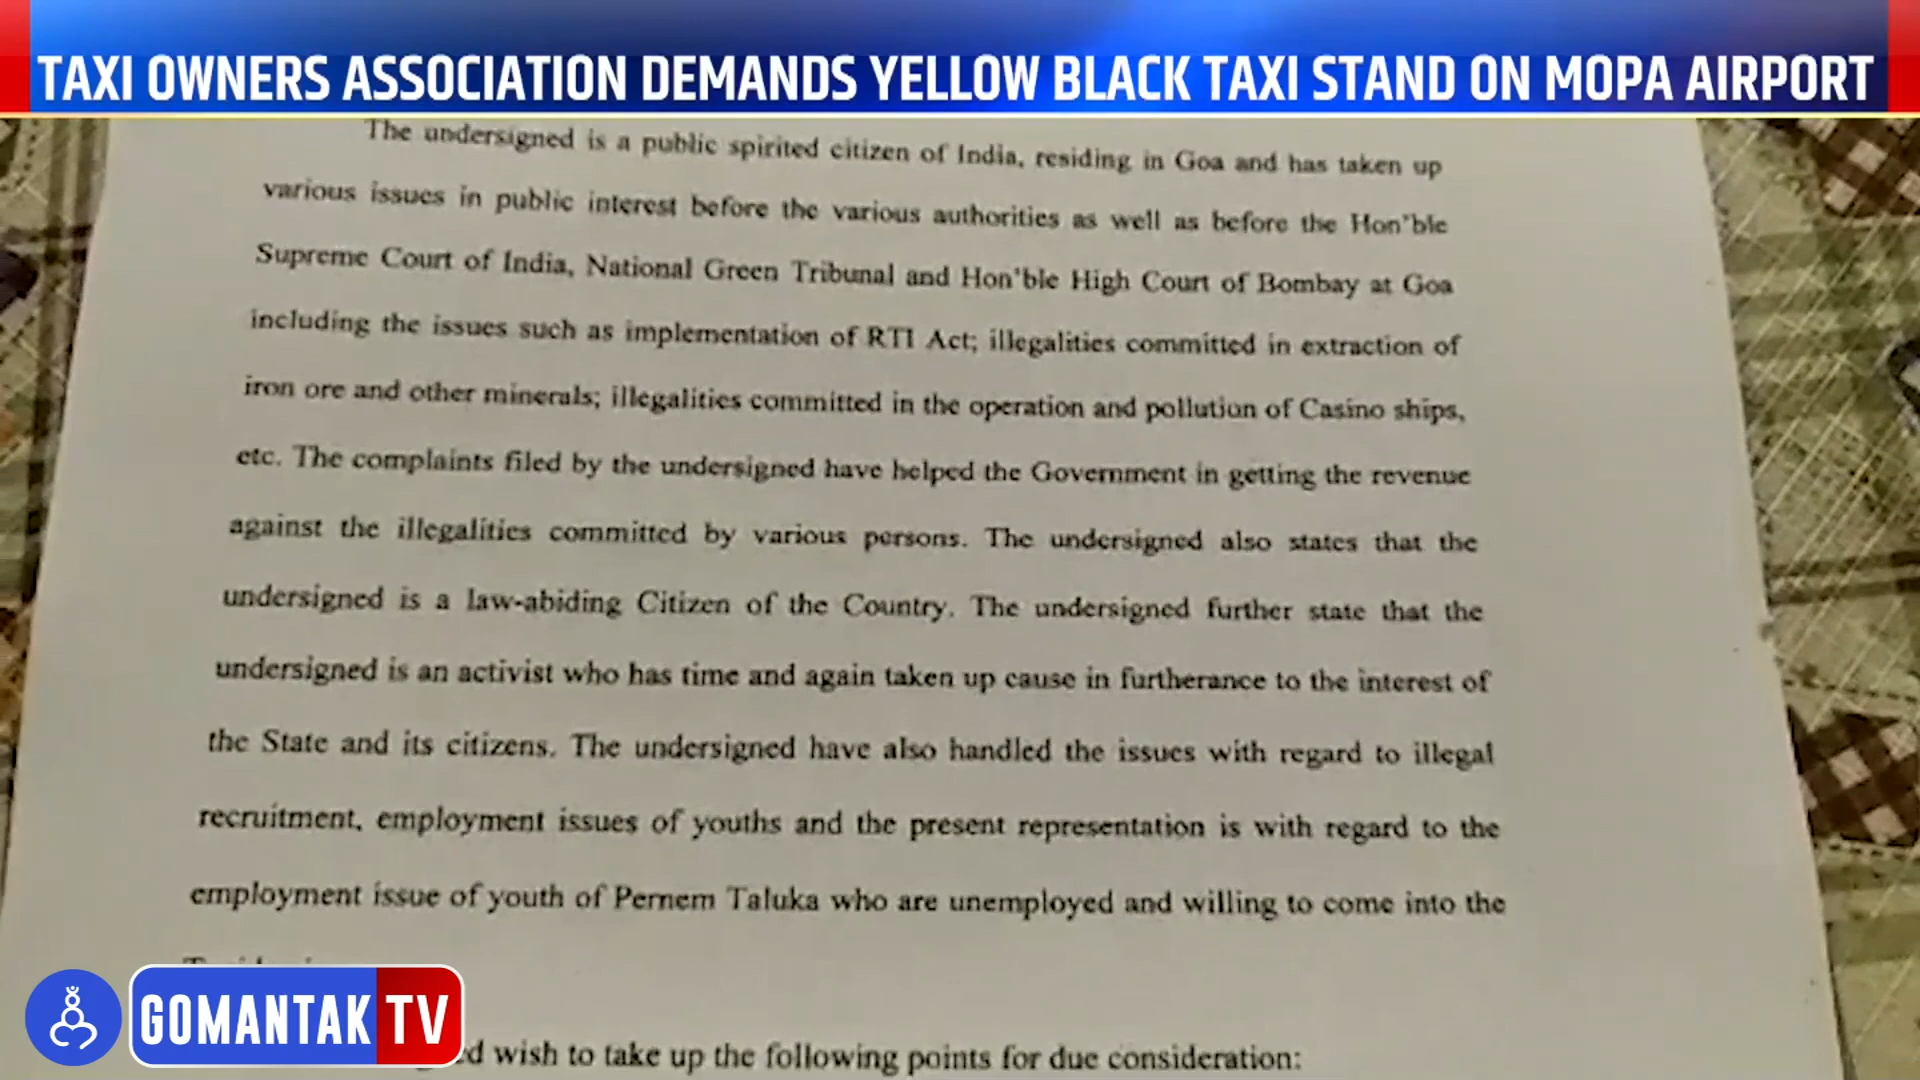 TAXI OWNERS ASSOCIATION DEMANDS YELLOW BLACK TAXI STAND ON MOPA AIRPORT
The undersigned is a public spirited citizen of India, residing in Goa and has taken up
various issues in public interest before the various authorities as well as before the Hon'ble
Supreme Court of India, National Green Tribunal and Hon'ble High Court of Bombay at Goa
including the issues such as implementation of RTI Act; illegalities committed in extraction of
iron ore and other minerals; illegalities committed in the operation and pollution of Casino ships,
etc. The complaints filed by the undersigned have helped the Government in getting the revenue
against the illegalities committed by various persons. The undersigned also states that the
undersigned is a law-abiding Citizen of the Country. The undersigned further state that the
undersigned is an activist who has time and again taken up cause in furtherance to the interest of
the State and its citizens. The undersigned have also handled the issues with regard to illegal
recruitment, employment issues of youths and the present representation is with regard to the
employment issue of youth of Pernem Taluka who are unemployed and willing to come into the
wish to take up the following points for due consideration:
GOMANTAK TV